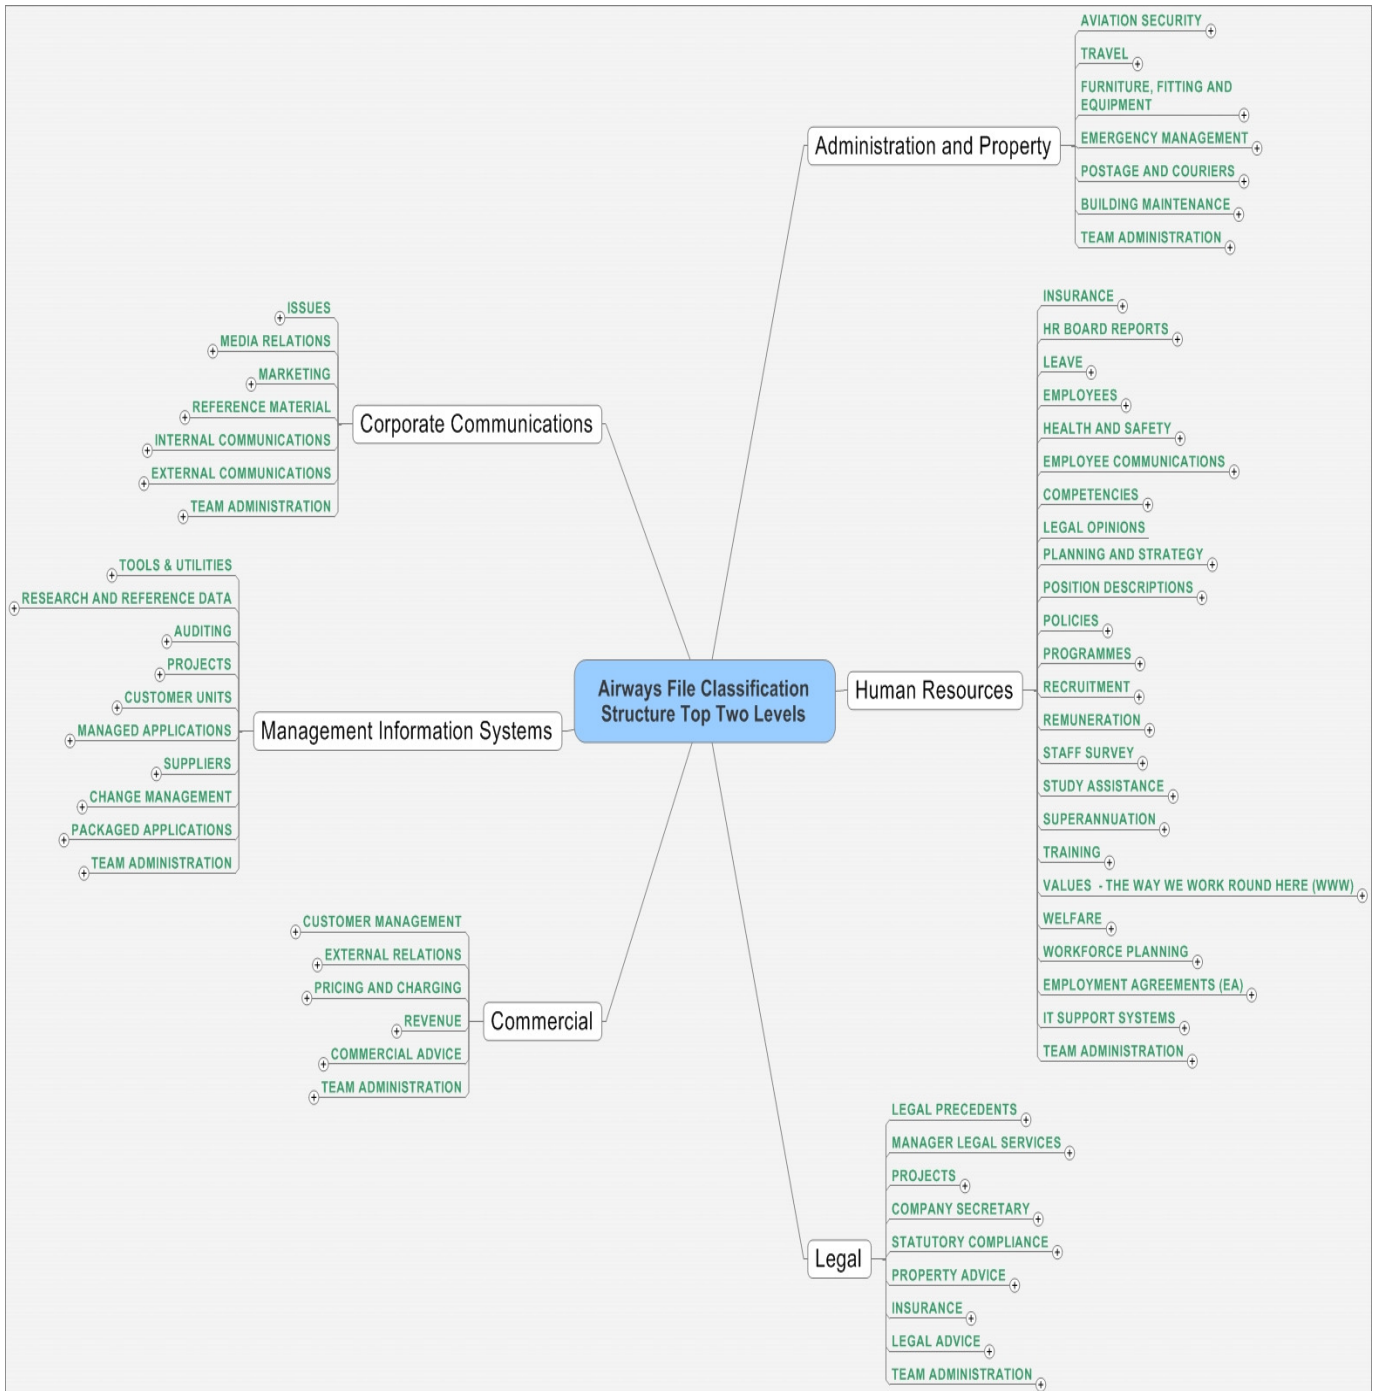 Airways File Classification
Structure Top Two Levels
Administration and Property
AVIATION SECURITY
TRAVEL
FURNITURE, FITTING AND
EQUIPMENT
EMERGENCY MANAGEMENT
POSTAGE AND COURIERS
BUILDING MAINTENANCE
TEAM ADMINISTRATION
Human Resources
INSURANCE
HR BOARD REPORTS
LEAVE
EMPLOYEES
HEALTH AND SAFETY
EMPLOYEE COMMUNICATIONS
COMPETENCIES
LEGAL OPINIONS
PLANNING AND STRATEGY
POSITION DESCRIPTIONS
POLICIES
PROGRAMMES
RECRUITMENT
REMUNERATION
STAFF SURVEY
STUDY ASSISTANCE
SUPERANNUATION
TRAINING
VALUES - THE WAY WE WORK ROUND HERE (WWW)
WELFARE
WORKFORCE PLANNING
EMPLOYMENT AGREEMENTS (EA)
IT SUPPORT SYSTEMS
TEAM ADMINISTRATION
Legal
LEGAL PRECEDENTS
MANAGER LEGAL SERVICES
PROJECTS
COMPANY SECRETARY
STATUTORY COMPLIANCE
PROPERTY ADVICE
INSURANCE
LEGAL ADVICE
TEAM ADMINISTRATION
Corporate Communications
ISSUES
MEDIA RELATIONS
MARKETING
REFERENCE MATERIAL
INTERNAL COMMUNICATIONS
EXTERNAL COMMUNICATIONS
TEAM ADMINISTRATION
Management Information Systems
TOOLS & UTILITIES
RESEARCH AND REFERENCE DATA
AUDITING
PROJECTS
CUSTOMER UNITS
MANAGED APPLICATIONS
SUPPLIERS
CHANGE MANAGEMENT
PACKAGED APPLICATIONS
TEAM ADMINISTRATION
Commercial
CUSTOMER MANAGEMENT
EXTERNAL RELATIONS
PRICING AND CHARGING
REVENUE
COMMERCIAL ADVICE
TEAM ADMINISTRATION